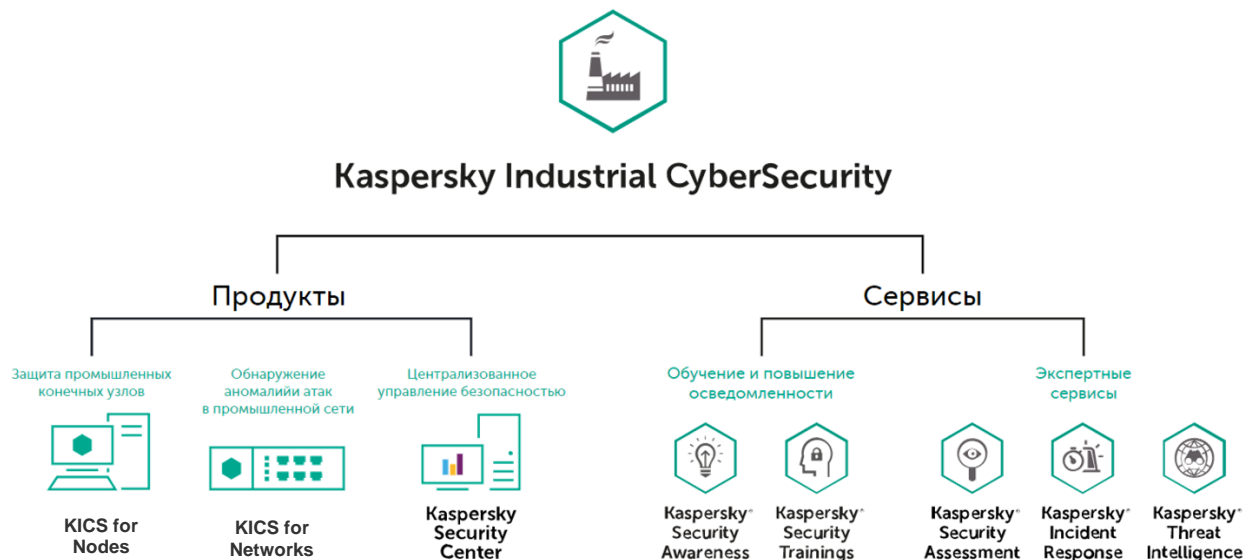 Kaspersky Industrial CyberSecurity
Продукты
Сервисы
Защита промышленных
конечных узлов
Обнаружение
аномалийи атак
в промышленной сети
Централизованное
управление безопасностью
Обучение и повышение
осведомленности
Экспертные
сервисы
KICS for
Nodes
KICS for
Networks
Kaspersky
Security
Center
Kaspersky®
Security
Awareness
Kaspersky®
Security
Trainings
Kaspersky®
Security
Assessment
Kaspersky®
Incident
Response
Kaspersky®
Threat
Intelligence